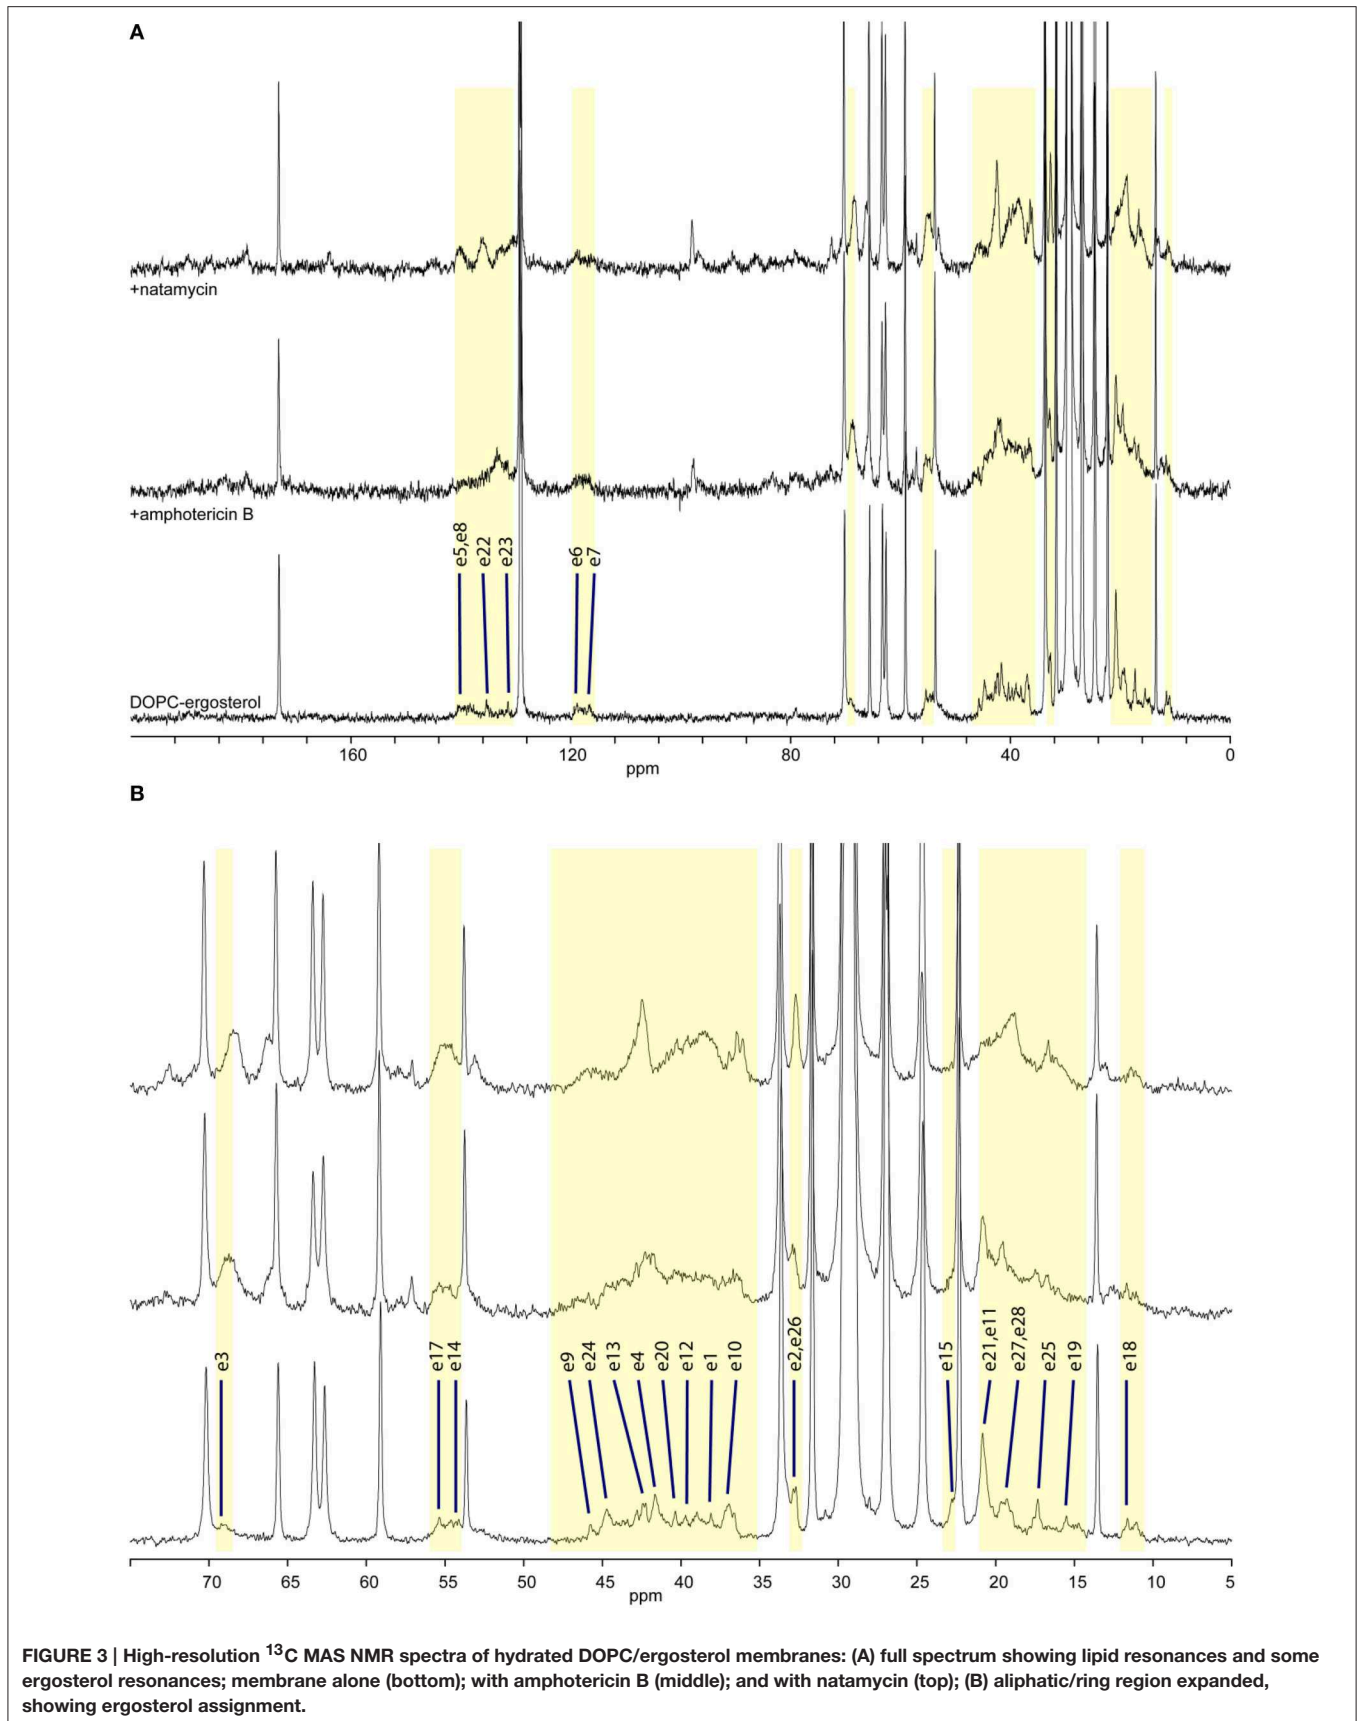 A
+natamycin
+amphotericin B
e5,e8
e22
e23
e6
e7
DOPC-ergosterol
160
120
80
40
0
ppm
B
e3
e17
e14
e9
e24
e13
e4
e20
e12
e1
e10
e2,e26
e15
e21,e11
e27,e28
e25
e19
e18
70
65
60
55
50
45
40
35
30
25
20
15
10
5
ppm
FIGURE 3 | High-resolution ¹³C MAS NMR spectra of hydrated DOPC/ergosterol membranes: (A) full spectrum showing lipid resonances and some
ergosterol resonances; membrane alone (bottom); with amphotericin B (middle); and with natamycin (top); (B) aliphatic/ring region expanded,
showing ergosterol assignment.